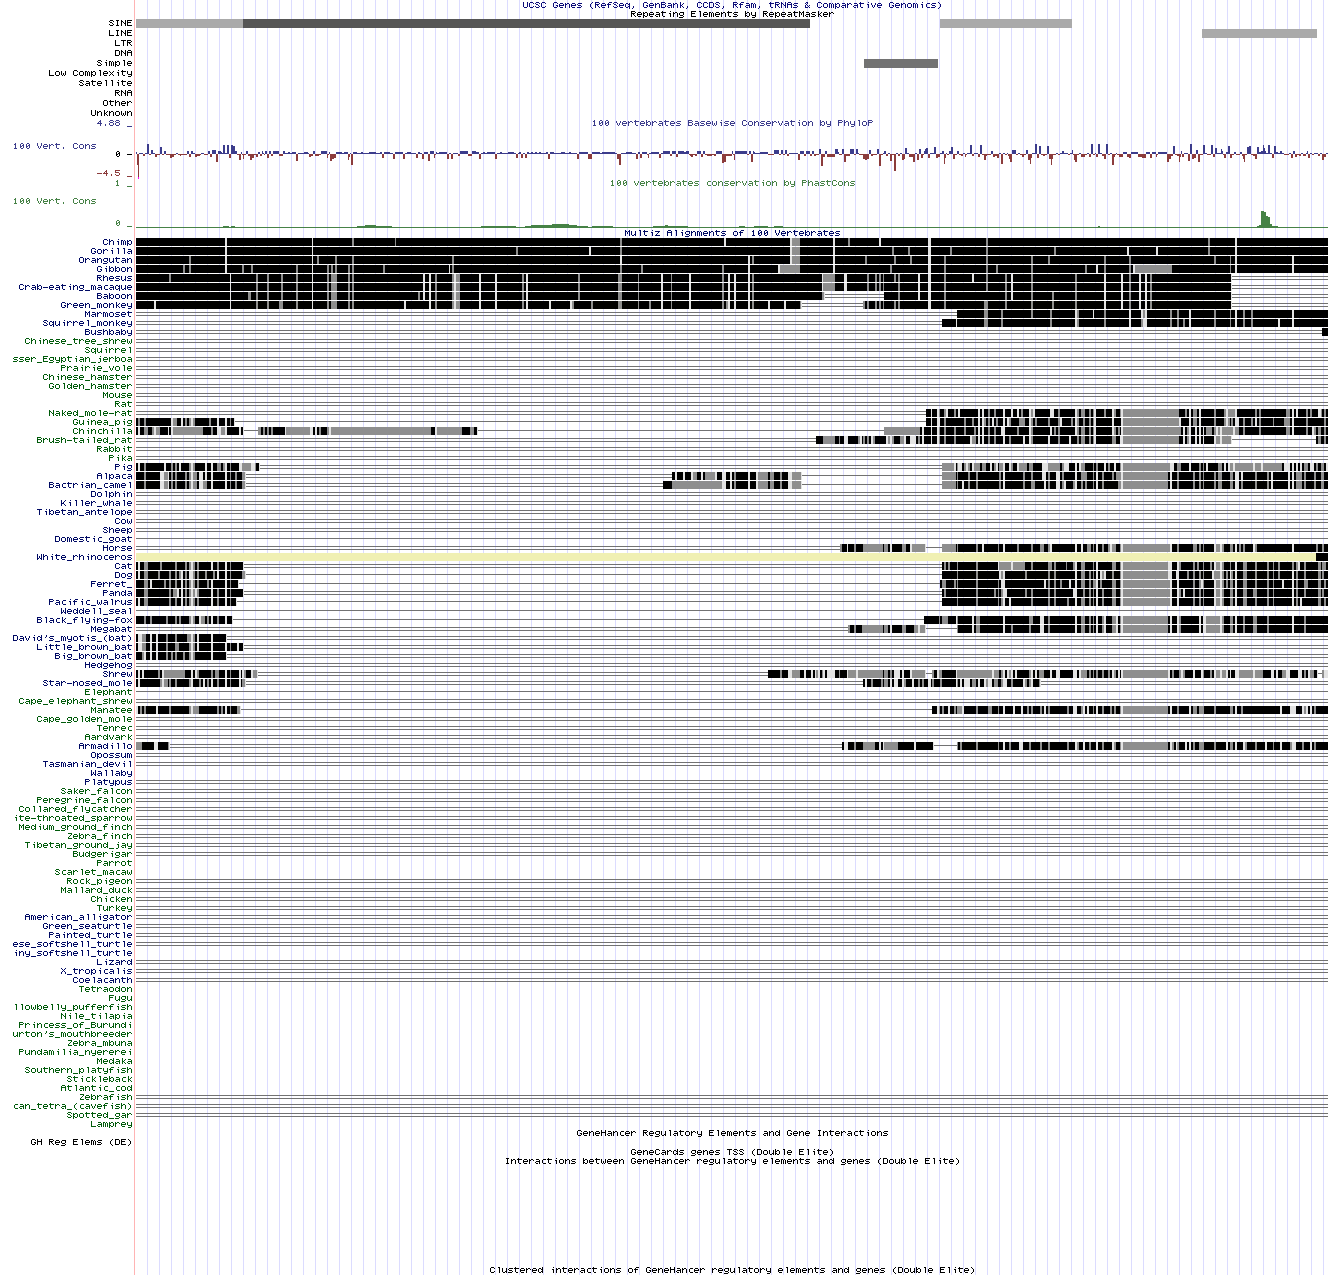 UCSC Genes (RefSeq, GenBank, CCDS, Rfam, tRNAs & Comparative Genomics)
Repeating Elements by RepeatMasker
SINE
LINE
LTR
DNA
Simple
Low Complexity
Satellite
RNA
Other
Unknown
4.88 _
100 vertebrates Basewise Conservation by PhyloP
100 Vert. Cons
0 _
-4.5 _
1 _
100 vertebrates conservation by PhastCons
100 Vert. Cons
0 _
Multiz Alignments of 100 Vertebrates
Chimp
Gorilla
Orangutan
Gibbon
Rhesus
Crab-eating_macaque
Baboon
Green_monkey
Marmoset
Squirrel_monkey
Bushbaby
Chinese_tree_shrew
Squirrel
sser_Egyptian_jerboa
Prairie_vole
Chinese_hamster
Golden_hamster
Mouse
Rat
Naked_mole-rat
Guinea_pig
Chinchilla
Brush-tailed_rat
Rabbit
Pika
Pig
Alpaca
Bactrian_camel
Dolphin
Killer_whale
Tibetan_antelope
Cow
Sheep
Domestic_goat
Horse
White_rhinoceros
Cat
Dog
Ferret_
Panda
Pacific_walrus
Weddell_seal
Black_flying-fox
Megabat
David's_myotis_(bat)
Little_brown_bat
Big_brown_bat
Hedgehog
Shrew
Star-nosed_mole
Elephant
Cape_elephant_shrew
Manatee
Cape_golden_mole
Tenrec
Aardvark
Armadillo
Opossum
Tasmanian_devil
Wallaby
Platypus
Saker_falcon
Peregrine_falcon
Collared_flycatcher
ite-throated_sparrow
Medium_ground_finch
Zebra_finch
Tibetan_ground_jay
Budgerigar
Parrot
Scarlet_macaw
Rock_pigeon
Mallard_duck
Chicken
Turkey
American_alligator
Green_seaturtle
Painted_turtle
ese_softshell_turtle
iny_softshell_turtle
Lizard
X_tropicalis
Coelacanth
Tetraodon
Fugu
llowbelly_pufferfish
Nile_tilapia
Princess_of_Burundi
urton's_mouthbreeder
Zebra_mbuna
Pundamilia_nyererei
Medaka
Southern_platyfish
Stickleback
Atlantic_cod
Zebrafish
can_tetra_(cavefish)
Spotted_gar
Lamprey
GeneHancer Regulatory Elements and Gene Interactions
GH Reg Elems (DE)
GeneCards genes TSS (Double Elite)
Interactions between GeneHancer regulatory elements and genes (Double Elite)
Clustered interactions of GeneHancer regulatory elements and genes (Double Elite)